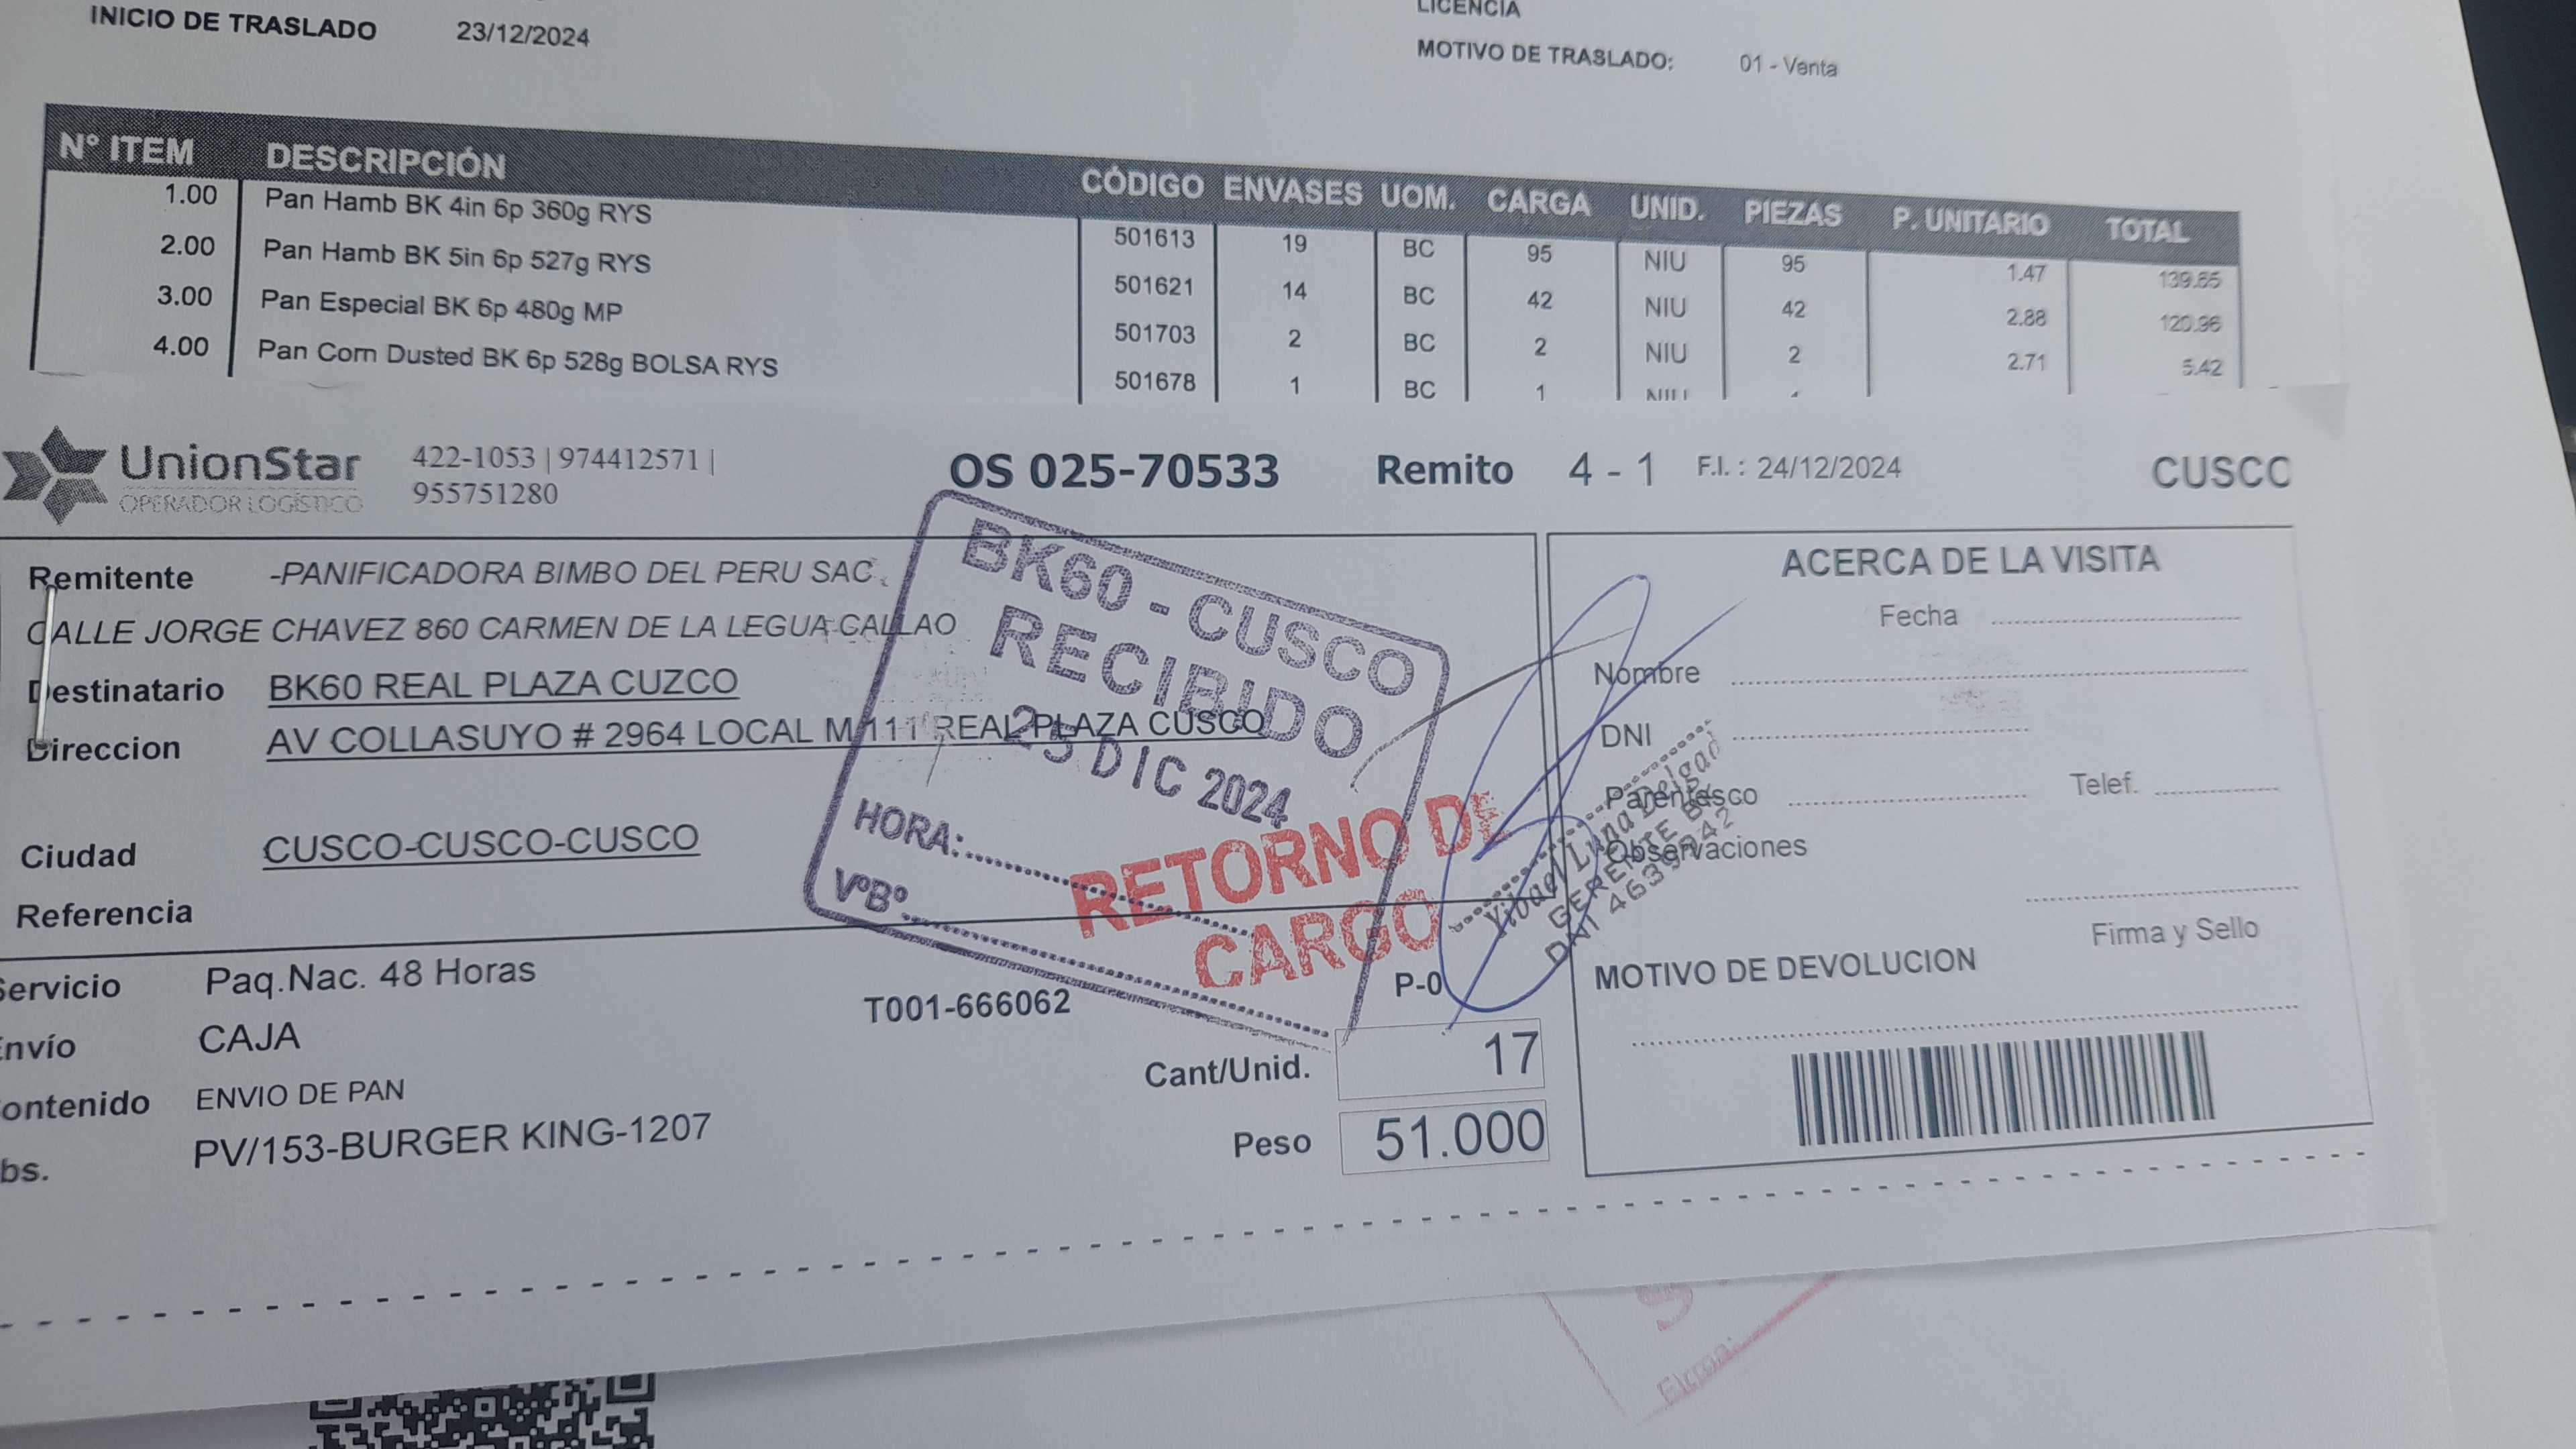 INICIO DE TRASLADO 23/12/2024
LICENCIA
MOTIVO DE TRASLADO: 01 - Venta
N° ITEM DESCRIPCIÓN CÓDIGO ENVASES UOM. CARGA UNID. PIEZAS P. UNITARIO TOTAL
1.00 Pan Hamb BK 4in 6p 360g RYS 501613 19 BC 95 NIU 95 1.47 139.65
2.00 Pan Hamb BK 5in 6p 527g RYS 501621 14 BC 42 NIU 42 2.88 120.96
3.00 Pan Especial BK 6p 480g MP 501703 2 BC 2 NIU 2 2.71 5.42
4.00 Pan Corn Dusted BK 6p 528g BOLSA RYS 501678 1 BC 1
UnionStar
OPERADOR LOGÍSTICO
422-1053 | 974412571 |
955751280
OS 025-70533 Remito 4 - 1 F.I. : 24/12/2024 CUSCO
Remitente -PANIFICADORA BIMBO DEL PERU SAC.
CALLE JORGE CHAVEZ 860 CARMEN DE LA LEGUA-CALLAO
Destinatario BK60 REAL PLAZA CUZCO
Direccion AV COLLASUYO # 2964 LOCAL M 111 REAL PLAZA CUSCO
Ciudad CUSCO-CUSCO-CUSCO
Referencia
BK60 - CUSCO
RECIBIDO
DIC 2024
HORA:
V°B°
RETORNO DE
CARGO
ACERCA DE LA VISITA
Fecha
Nombre
DNI
Parentesco Telef.
Observaciones
Luna Delgado
GERENTE
DNI
Firma y Sello
MOTIVO DE DEVOLUCION
Servicio Paq.Nac. 48 Horas
T001-666062 P-0
Envío CAJA
Cant/Unid. 17
Contenido ENVIO DE PAN
Peso 51.000
bs. PV/153-BURGER KING-1207